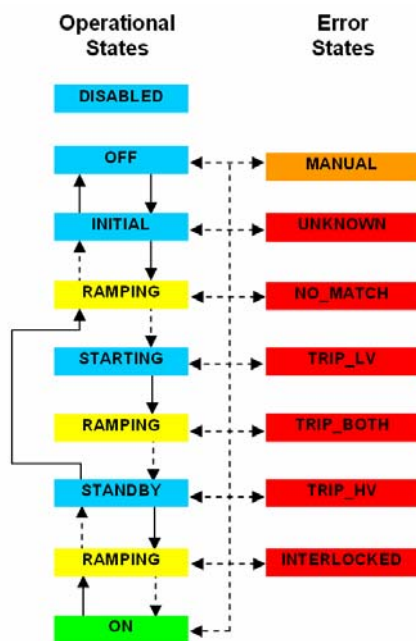 Operational
States
Error
States
DISABLED
OFF
MANUAL
INITIAL
UNKNOWN
RAMPING
NO_MATCH
STARTING
TRIP_LV
RAMPING
TRIP_BOTH
STANDBY
TRIP_HV
RAMPING
INTERLOCKED
ON